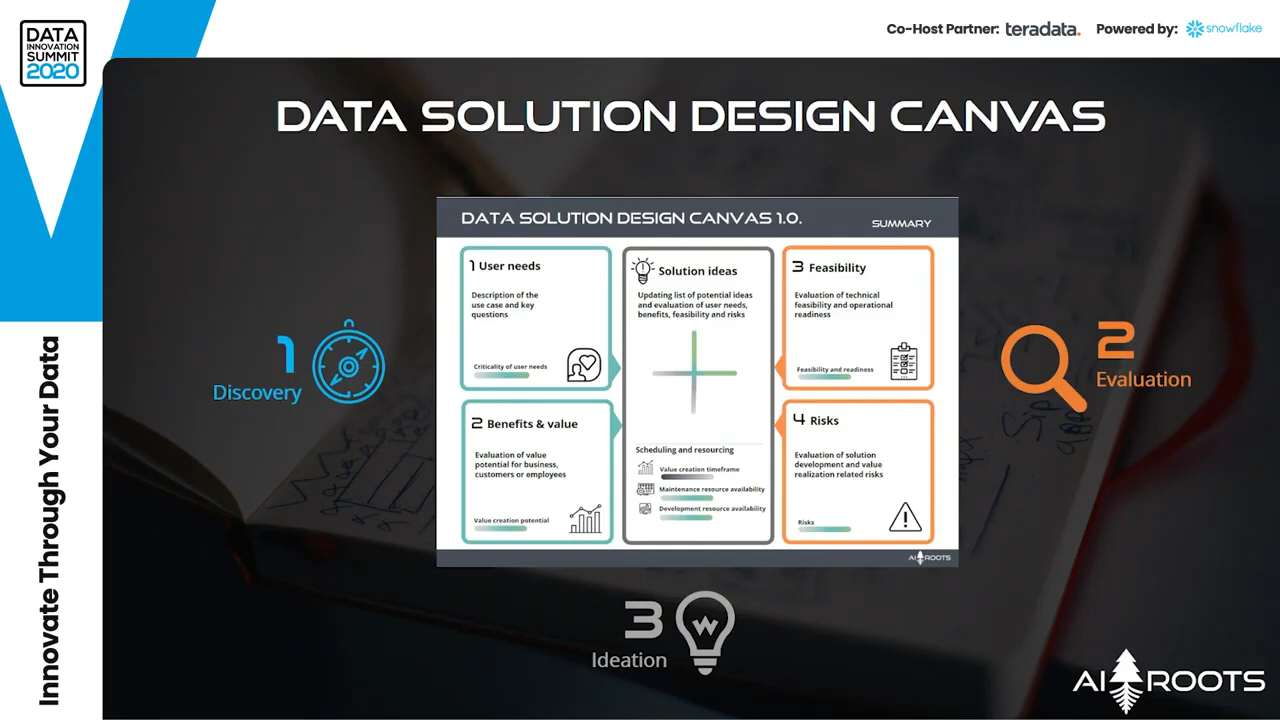 DATA
INNOVATION
SUMMIT
2020
Co-Host Partner: teradata.
Powered by: snowflake
Innovate Through Your Data
DATA SOLUTION DESIGN CANVAS
1
Discovery
DATA SOLUTION DESIGN CANVAS 1.0.
SUMMARY
1 User needs
Description of the
use case and key
questions
Criticality of user needs
2 Benefits & value
Evaluation of value
potential for business,
customers or employees
Value creation potential
Solution ideas
Updating list of potential ideas
and evaluation of user needs,
benefits, feasibility and risks
Scheduling and resourcing
Value creation timeframe
Maintenance resource availability
Development resource availability
3 Feasibility
Evaluation of technical
feasibility and operational
readiness
Feasibility and readiness
4 Risks
Evaluation of solution
development and value
realization related risks
Risks
AI ROOTS
2
Evaluation
3
Ideation
AI ROOTS